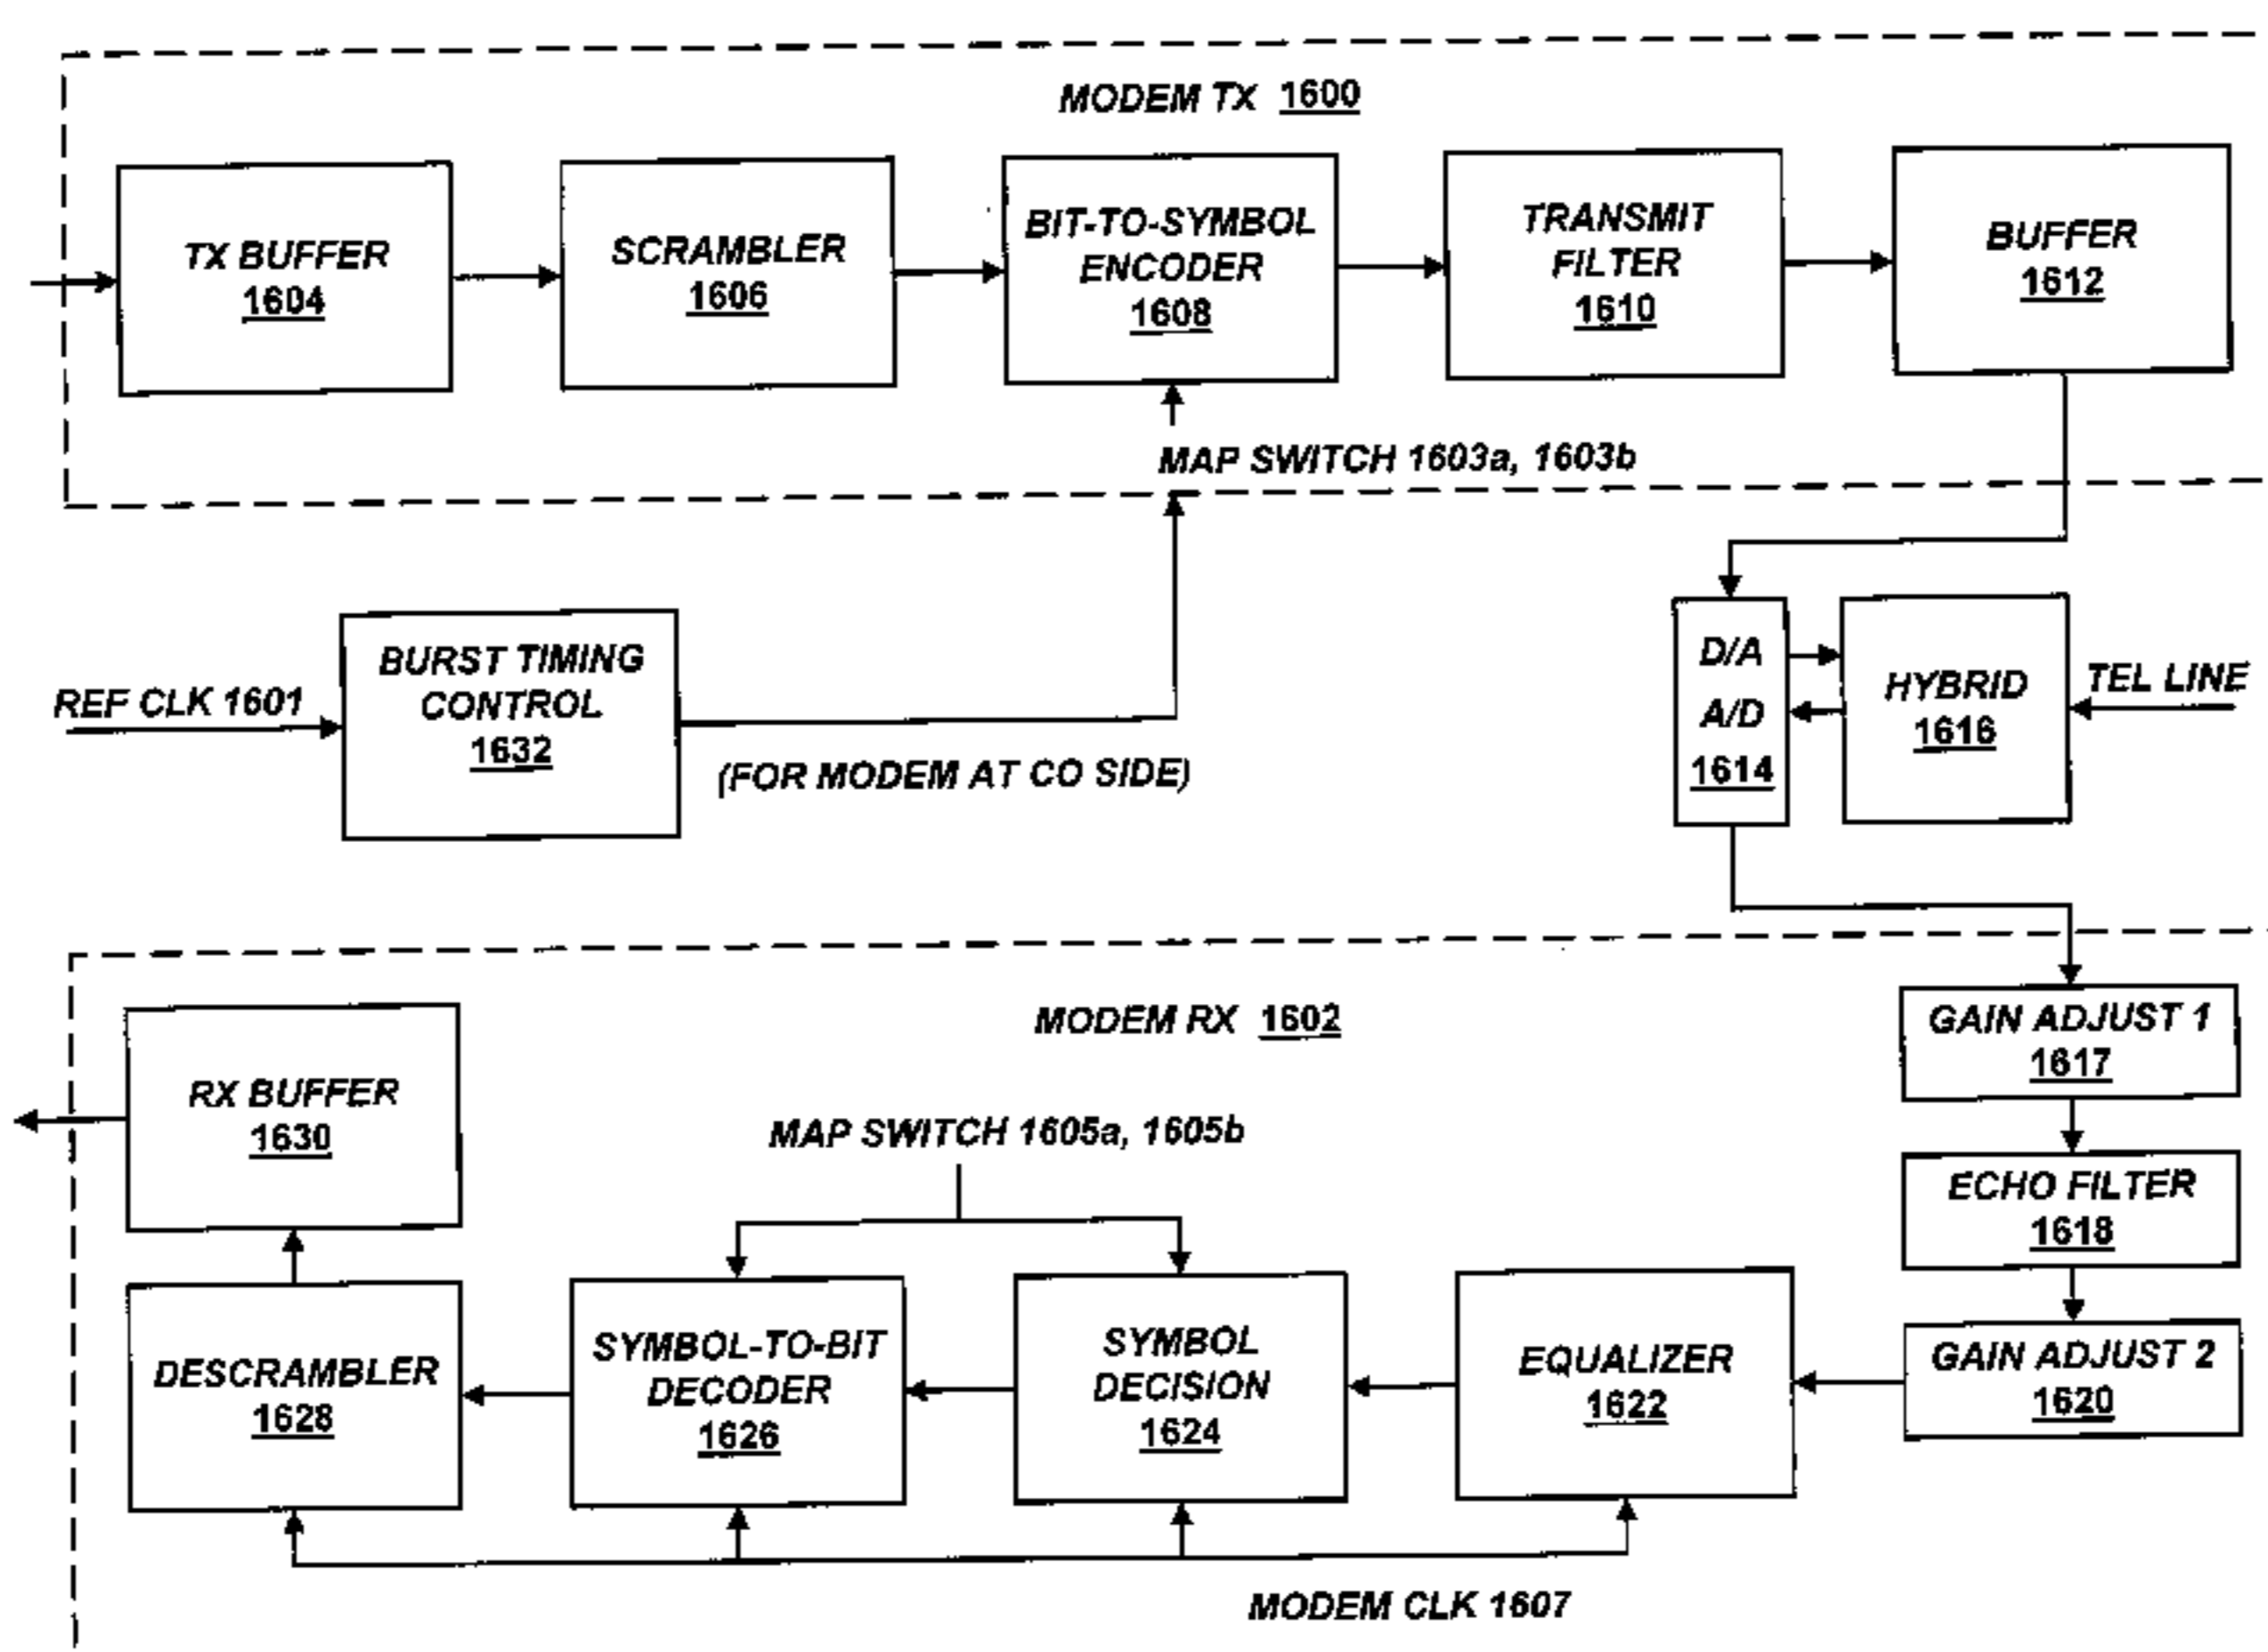 MODEM TX 1600
TX BUFFER
1604
SCRAMBLER
1606
BIT-TO-SYMBOL
ENCODER
1608
TRANSMIT
FILTER
1610
BUFFER
1612
MAP SWITCH 1603a, 1603b
REF CLK 1601
BURST TIMING
CONTROL
1632
(FOR MODEM AT CO SIDE)
D/A
A/D
1614
HYBRID
1616
TEL LINE
MODEM RX 1602
GAIN ADJUST 1
1617
ECHO FILTER
1618
GAIN ADJUST 2
1620
RX BUFFER
1630
MAP SWITCH 1605a, 1605b
DESCRAMBLER
1628
SYMBOL-TO-BIT
DECODER
1626
SYMBOL
DECISION
1624
EQUALIZER
1622
MODEM CLK 1607